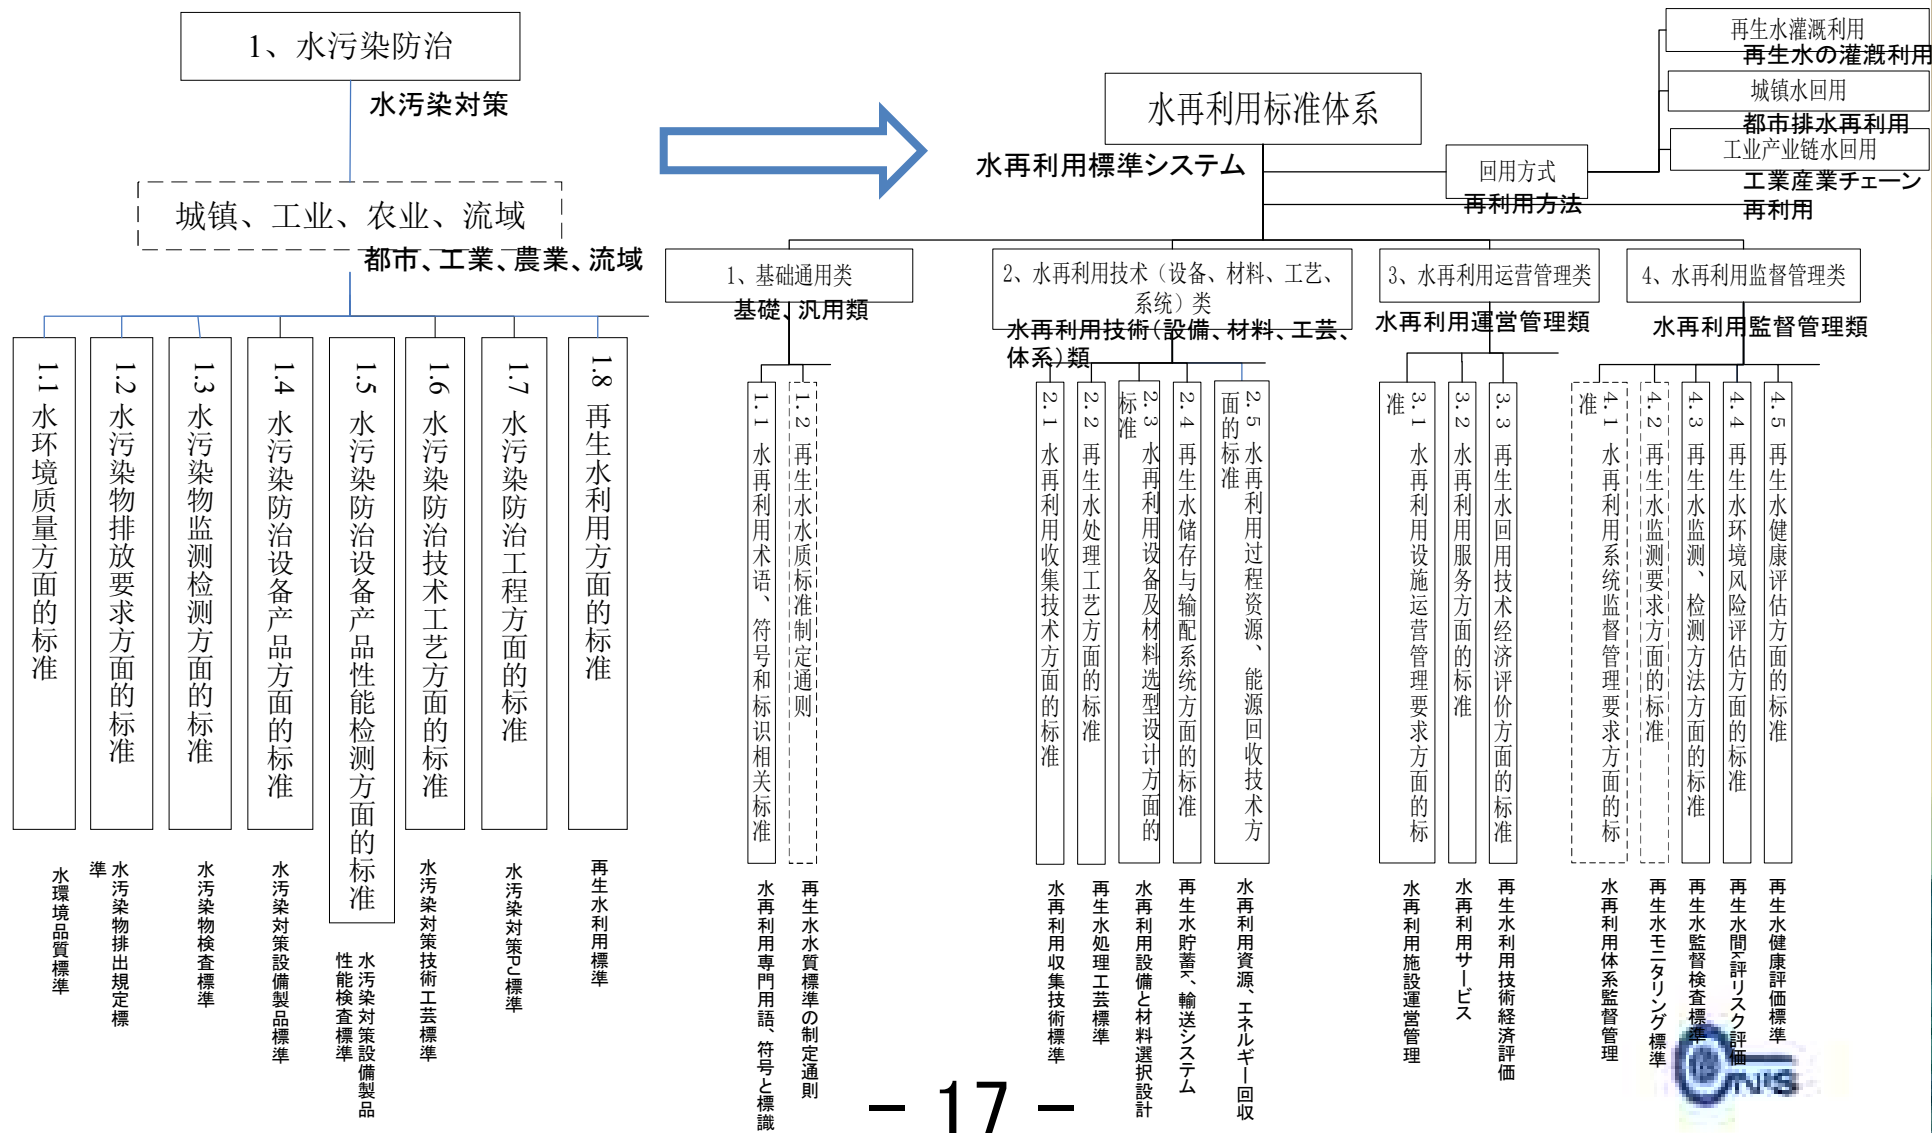 1、水污染防治
水汚染対策
城镇、工业、农业、流域
都市、工業、農業、流域
1.1 水环境质量方面的标准
1.2 水污染物排放要求方面的标准
1.3 水污染物监测检测方面的标准
1.4 水污染防治设备产品方面的标准
1.5 水污染防治设备产品性能检测方面的标准
1.6 水污染防治技术工艺方面的标准
1.7 水污染防治工程方面的标准
1.8 再生水利用方面的标准
水環境品質標準
水汚染物排出規定標
準
水汚染物検査標準
水汚染対策設備製品標準
水汚染対策設備製品
性能検査標準
水汚染対策技術工芸標準
水汚染対策PJ標準
再生水利用標準
水再利用标准体系
水再利用標準システム
回用方式
再利用方法
再生水灌溉利用
再生水の灌漑利用
城镇水回用
都市排水再利用
工业产业链水回用
工業産業チェーン
再利用
1、基础通用类
基礎、汎用類
2、水再利用技术（设备、材料、工艺、
系统）类
水再利用技術（設備、材料、工芸、
体系）類
3、水再利用运营管理类
水再利用運営管理類
4、水再利用监督管理类
水再利用監督管理類
1.1 水再利用术语、符号和标识相关标准
1.2 再生水水质标准制定通则
2.1 水再利用收集技术方面的标准
2.2 再生水处理工艺方面的标准
2.3 水再利用设备及材料选型设计方面的
标准
2.4 再生水储存与输配系统方面的标准
2.5 水再利用过程资源、能源回收技术方
面的标准
3.1 水再利用设施运营管理要求方面的标
准
3.2 水再利用服务方面的标准
3.3 再生水回用技术经济评价方面的标准
4.1 水再利用系统监督管理要求方面的标
准
4.2 再生水监测要求方面的标准
4.3 再生水监测、检测方法方面的标准
4.4 再生水环境风险评估方面的标准
4.5 再生水健康评估方面的标准
水再利用専門用語、符号と標識
再生水水質標準の制定通則
水再利用収集技術標準
再生水処理工芸標準
水再利用設備と材料選択設計
再生水貯蓄、輸送システム
水再利用資源、エネルギー回収
水再利用施設運営管理
水再利用サービス
再生水利用技術経済評価
水再利用体系監督管理
再生水モニタリング標準
再生水監督検査標準
再生水間評リスク評価
再生水健康評価標準
－ 17 －
NIS